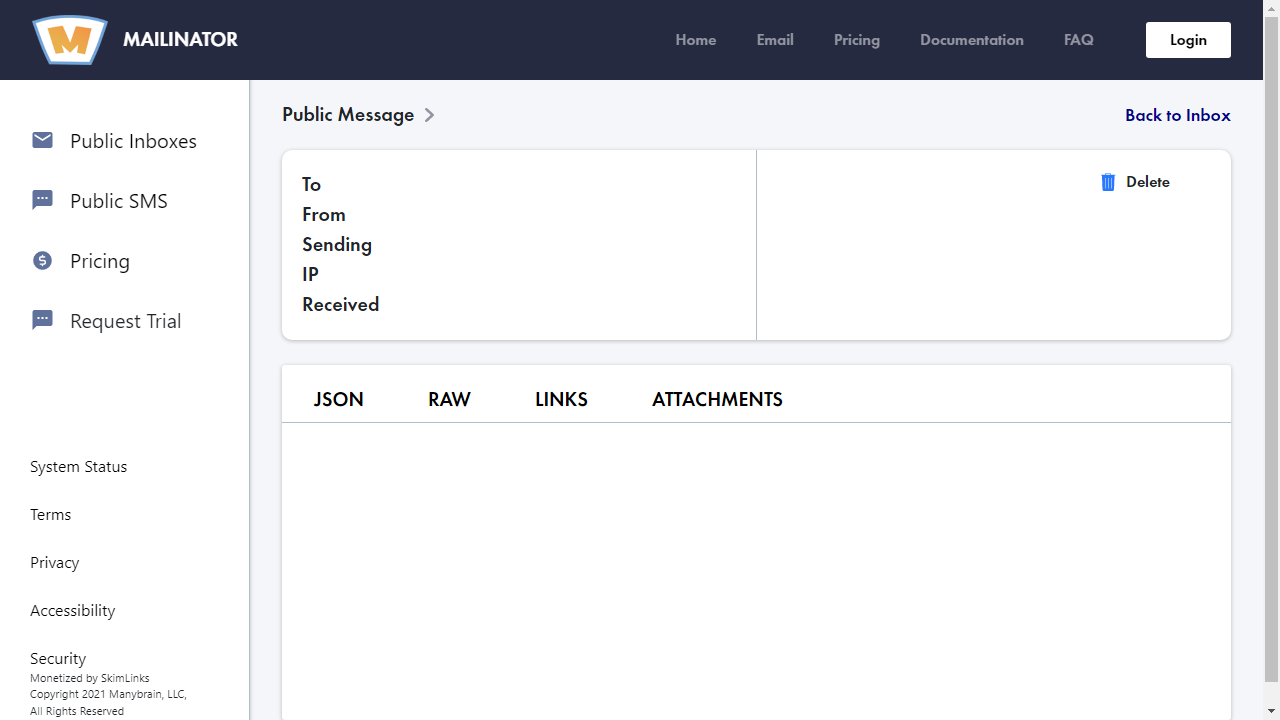 MAILINATOR
Home
Email
Pricing
Documentation
FAQ
Login
Public Inboxes
Public SMS
Pricing
Request Trial
System Status
Terms
Privacy
Accessibility
Security
Monetized by SkimLinks
Copyright 2021 Manybrain, LLC,
All Rights Reserved
Public Message
Back to Inbox
To
From
Sending
IP
Received
Delete
JSON
RAW
LINKS
ATTACHMENTS